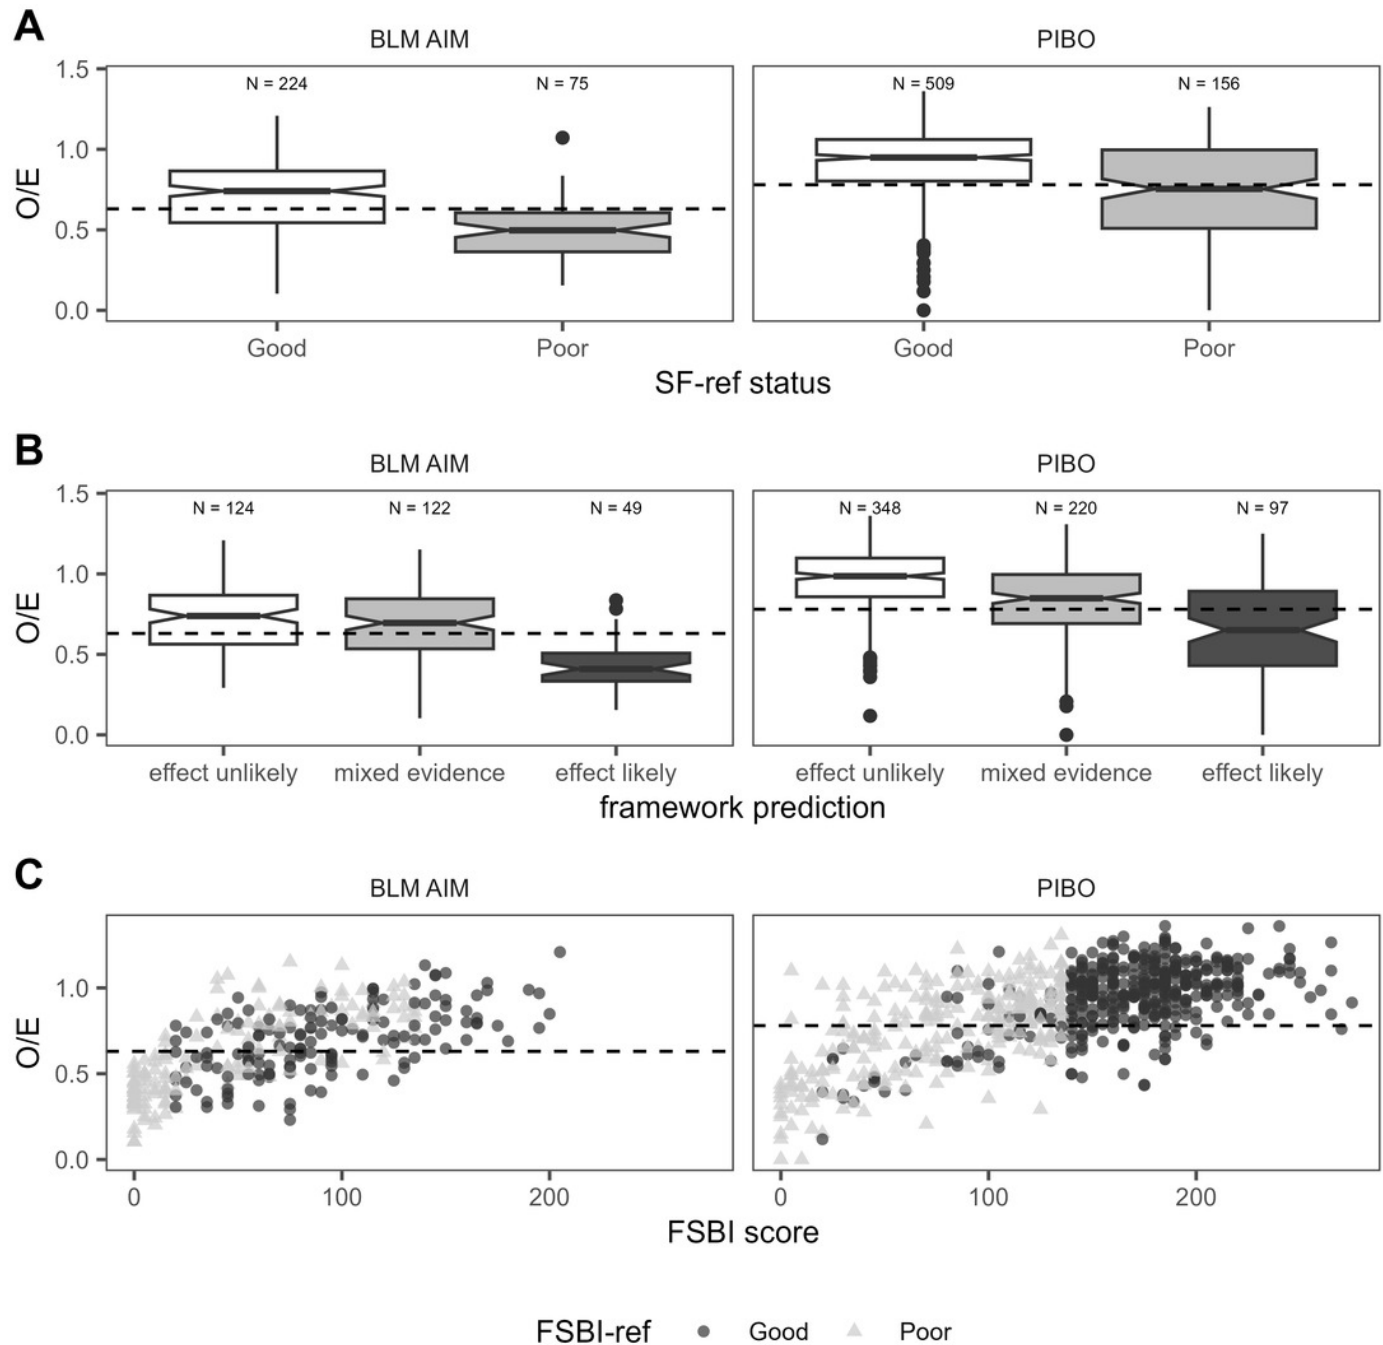 A
BLM AIM
PIBO
N = 224
N = 75
N = 509
N = 156
1.5
1.0
0.5
0.0
O/E
Good
Poor
Good
Poor
SF-ref status
B
BLM AIM
PIBO
N = 124
N = 122
N = 49
N = 348
N = 220
N = 97
1.5
1.0
0.5
0.0
O/E
effect unlikely
mixed evidence
effect likely
effect unlikely
mixed evidence
effect likely
framework prediction
C
BLM AIM
PIBO
1.0
0.5
0.0
O/E
0
100
200
0
100
200
FSBI score
FSBI-ref
Good
Poor